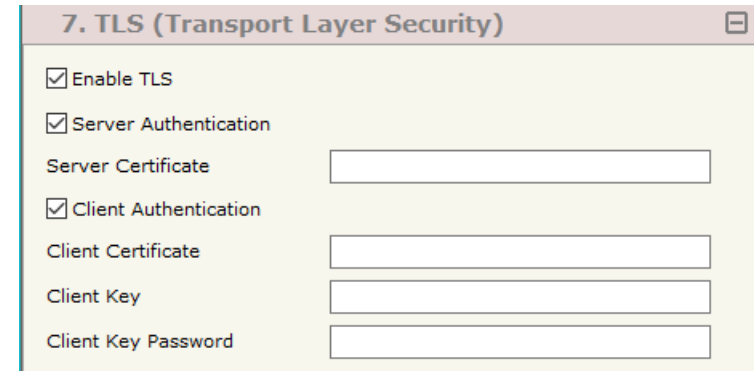 7. TLS (Transport Layer Security)
Enable TLS
Server Authentication
Server Certificate
Client Authentication
Client Certificate
Client Key
Client Key Password